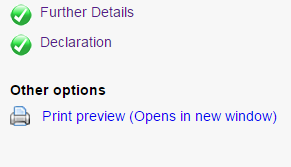 Further Details
Declaration
Other options
Print preview (Opens in new window)